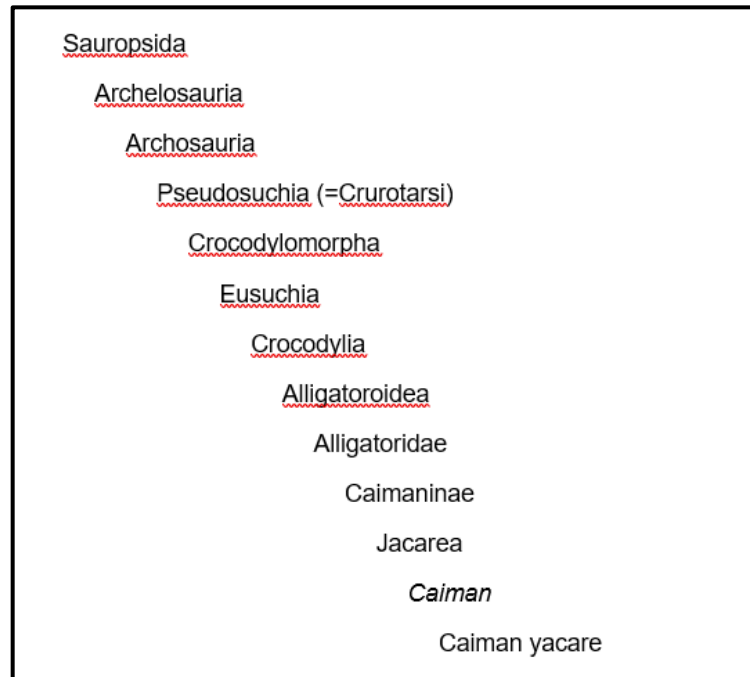 Sauropsida
Archelosauria
Archosauria
Pseudosuchia (=Crurotarsi)
Crocodylomorpha
Eusuchia
Crocodylia
Alligatoroidea
Alligatoridae
Caimaninae
Jacarea
Caiman
Caiman yacare